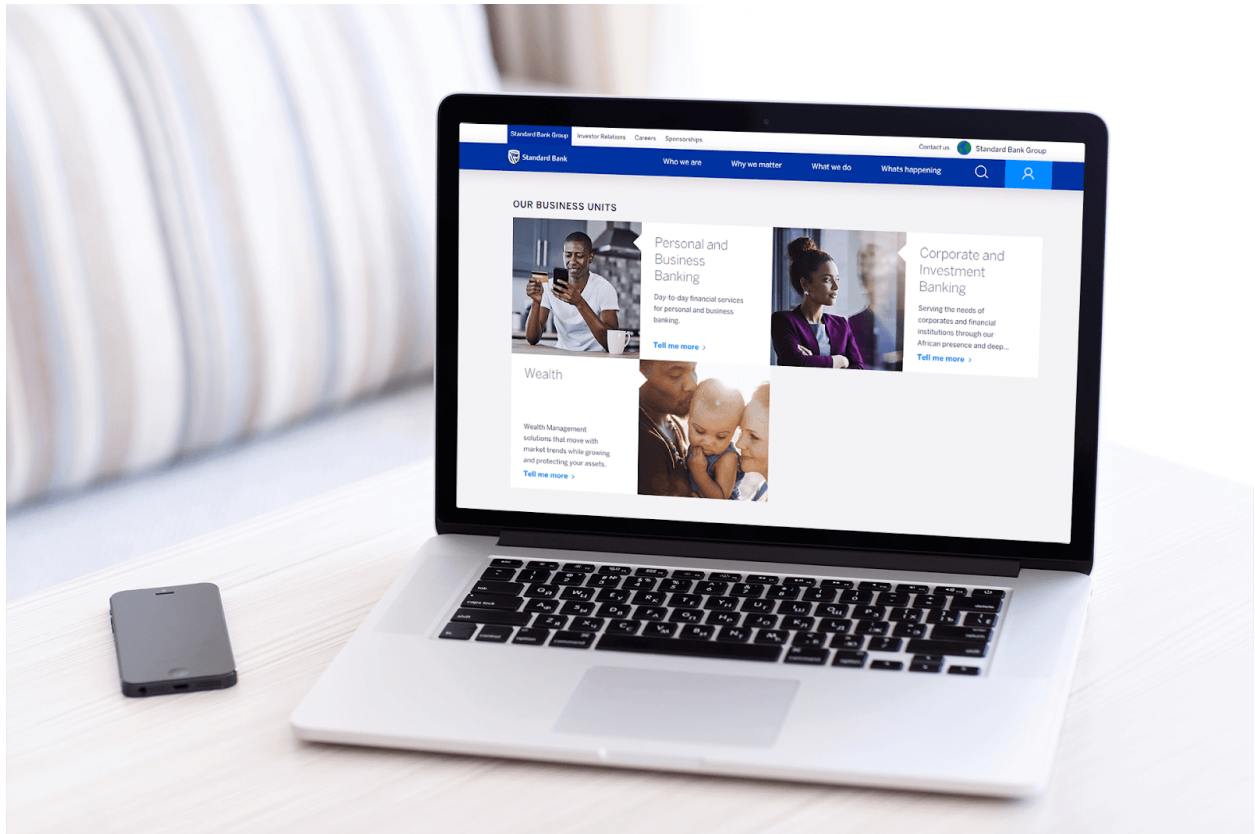 Standard Bank Group
Investor Relations
Careers
Sponsorships
Contact us
Standard Bank Group
Standard Bank
Who we are
Why we matter
What we do
Whats happening
OUR BUSINESS UNITS
Personal and
Business
Banking
Day-to-day financial services
for personal and business
banking.
Tell me more >
Corporate and
Investment
Banking
Serving the needs of
corporates and financial
institutions through our
African presence and deep...
Tell me more >
Wealth
Wealth Management
solutions that move with
market trends while growing
and protecting your assets.
Tell me more >